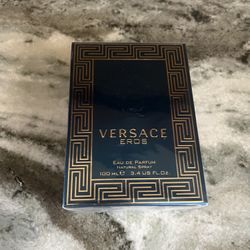 VERSACE
EROS
EAU DE PARFUM
NATURAL SPRAY
100 ml ℮ 3.4 US FL.OZ.